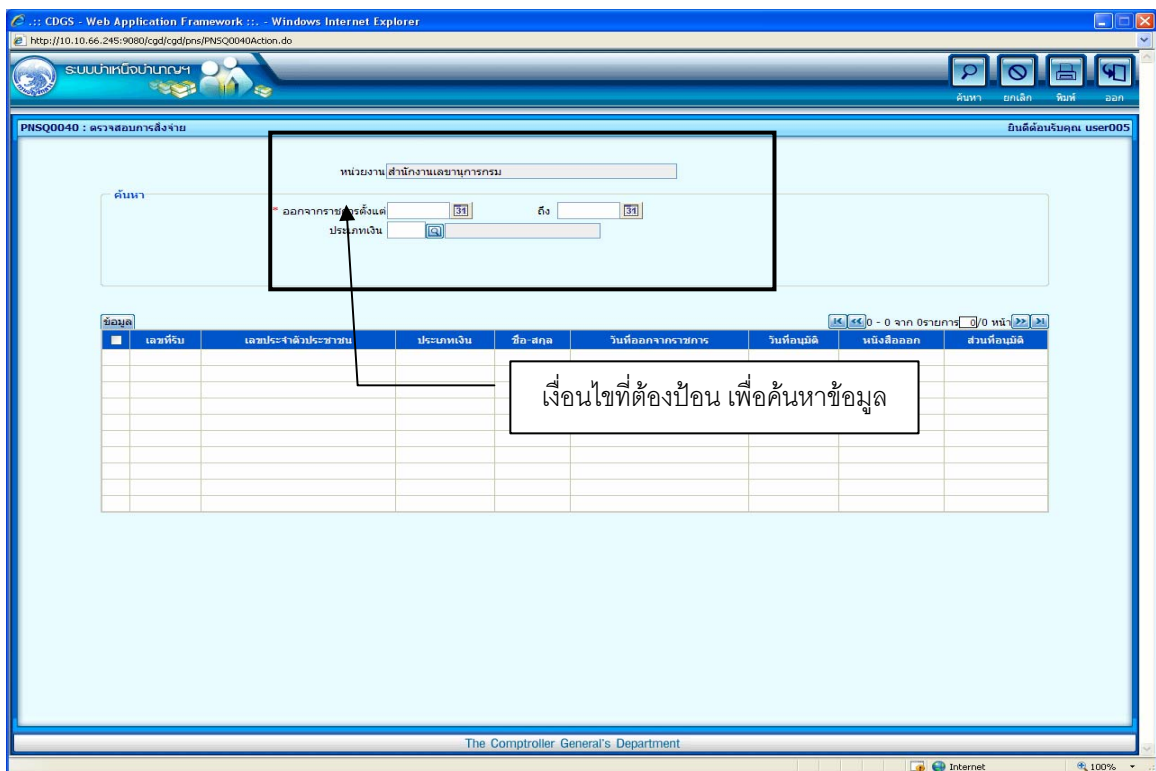 .:: CDGS - Web Application Framework ::. - Windows Internet Explorer
http://10.10.66.245:9080/cgd/cgd/pns/PNSQ0040Action.do
ระบบบำเหน็จบำนาญฯ
ค้นหา ยกเลิก พิมพ์ ออก
PNSQ0040 : ตรวจสอบการสั่งจ่าย ยินดีต้อนรับคุณ user005
หน่วยงาน สำนักงานเลขานุการกรม
ค้นหา
* ออกจากราชการตั้งแต่ 31 ถึง 31
ประเภทเงิน
ข้อมูล 0 - 0 จาก 0รายการ 0/0 หน้า
เลขที่รับ เลขประจำตัวประชาชน ประเภทเงิน ชื่อ-สกุล วันที่ออกจากราชการ วันที่อนุมัติ หนังสือออก ส่วนที่อนุมัติ
เงื่อนไขที่ต้องป้อน เพื่อค้นหาข้อมูล
The Comptroller General's Department
Internet 100%